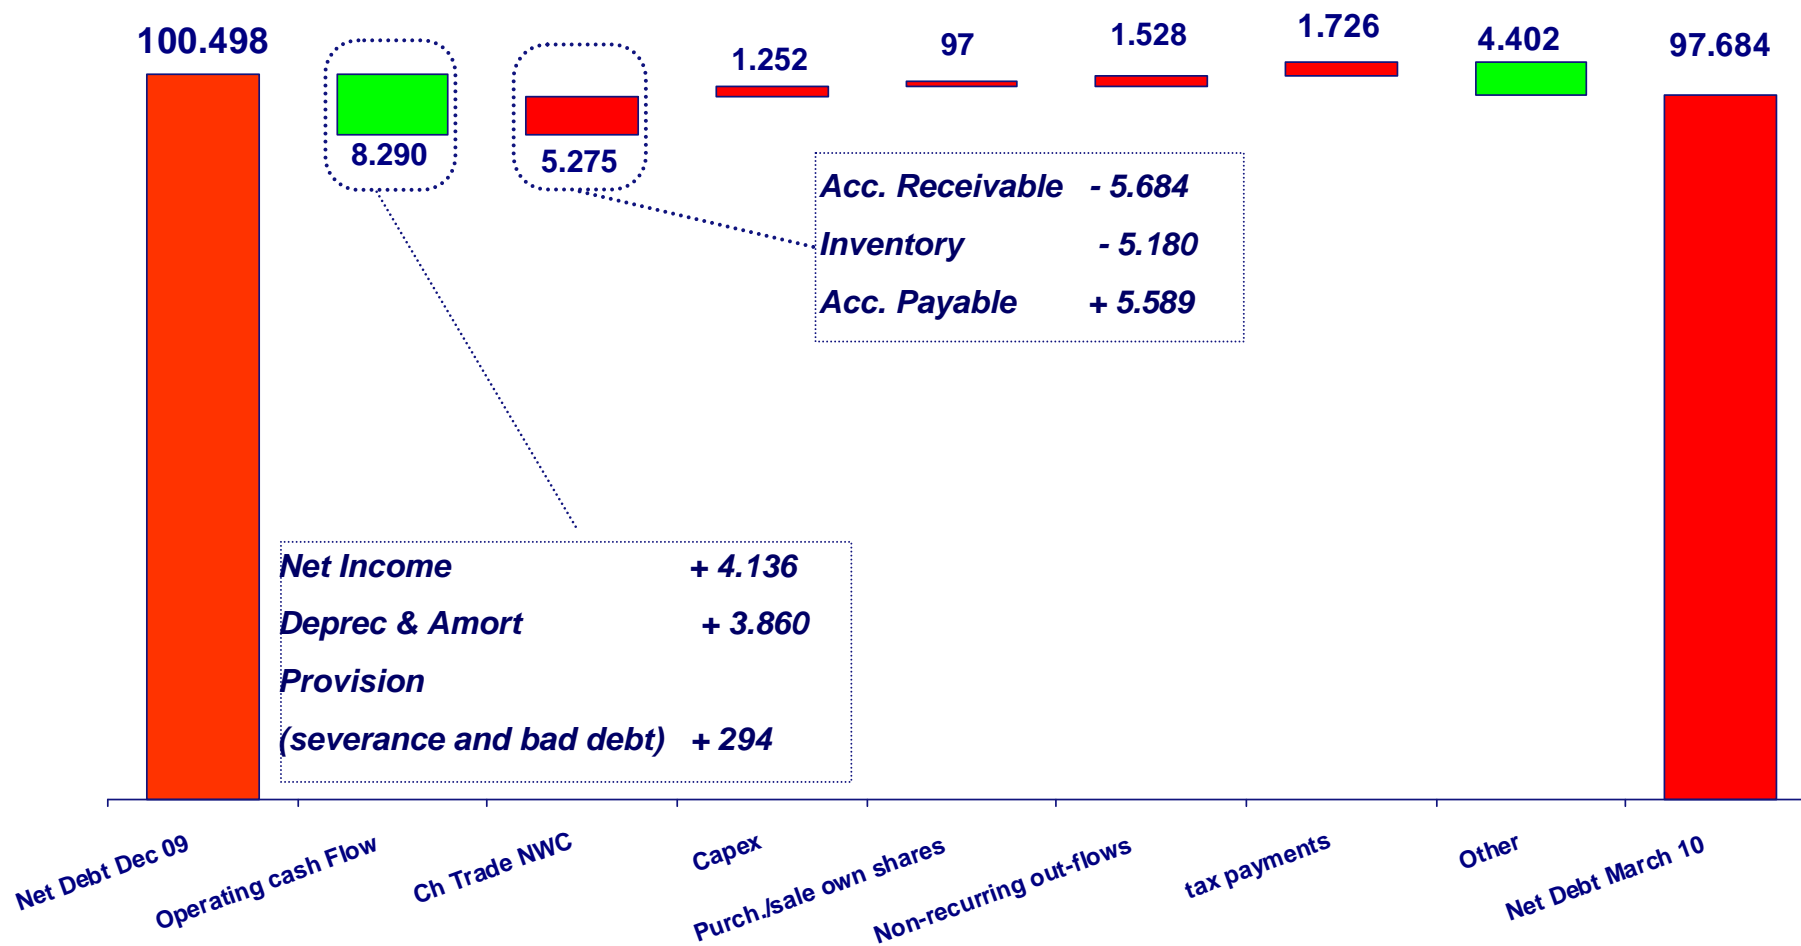 100.498
8.290
5.275
1.252
97
1.528
1.726
4.402
97.684
Acc. Receivable - 5.684
Inventory - 5.180
Acc. Payable + 5.589
Net Income + 4.136
Deprec & Amort + 3.860
Provision
(severance and bad debt) + 294
Net Debt Dec 09
Operating cash Flow
Ch Trade NWC
Capex
Purch./sale own shares
Non-recurring out-flows
tax payments
Other
Net Debt March 10